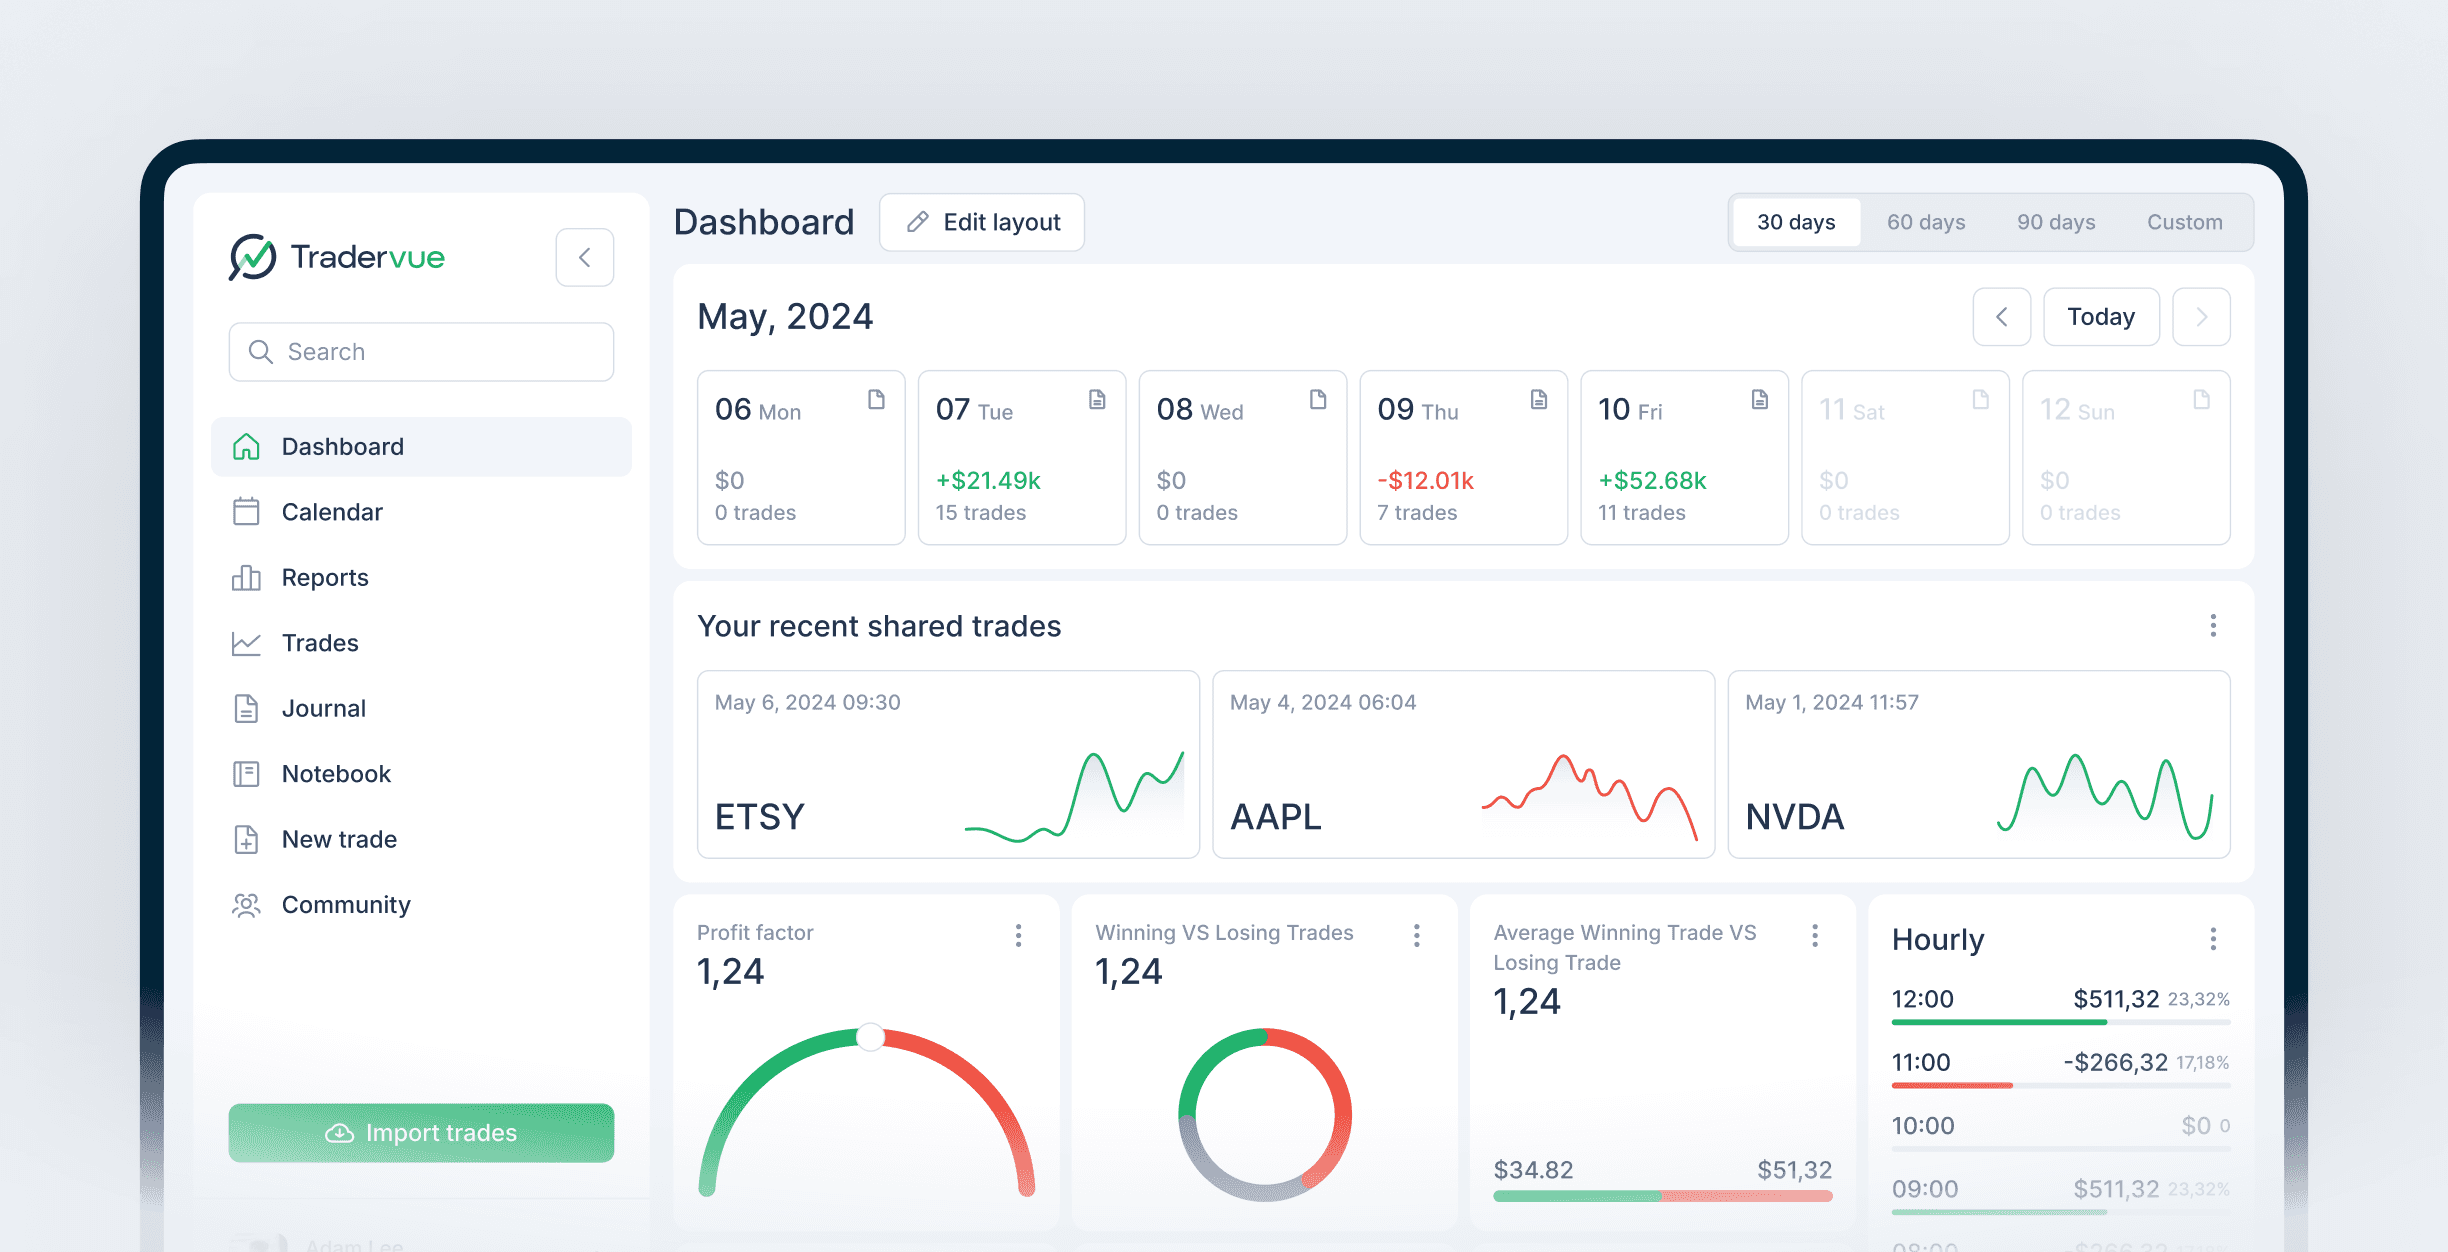 Tradervue
Search
Dashboard
Calendar
Reports
Trades
Journal
Notebook
New trade
Community
Import trades
Adam Lee
Dashboard
Edit layout
30 days
60 days
90 days
Custom
May, 2024
Today
06 Mon
$0
0 trades
07 Tue
+$21.49k
15 trades
08 Wed
$0
0 trades
09 Thu
-$12.01k
7 trades
10 Fri
+$52.68k
11 trades
11 Sat
$0
0 trades
12 Sun
$0
0 trades
Your recent shared trades
May 6, 2024 09:30
ETSY
May 4, 2024 06:04
AAPL
May 1, 2024 11:57
NVDA
Profit factor
1,24
Winning VS Losing Trades
1,24
Average Winning Trade VS
Losing Trade
1,24
$34.82 $51,32
Hourly
12:00 $511,32 23,32%
11:00 -$266,32 17,18%
10:00 $0 0
09:00 $511,32 23,32%
08:00 -$266,32 17,18%